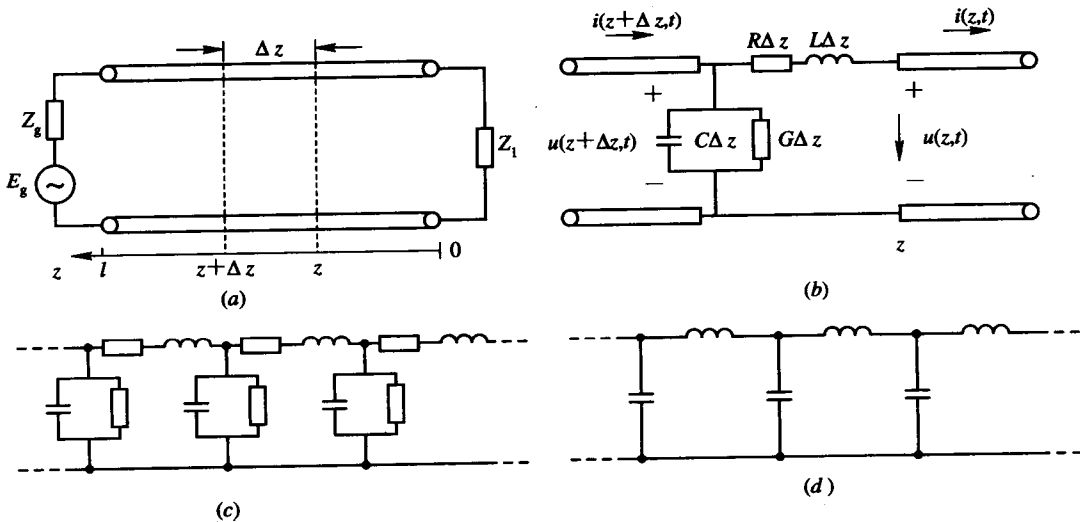 Δz
Z_g
E_g
~
Z_1
z l z+Δz z 0
(a)
i(z+Δz,t) i(z,t)
RΔz LΔz
+ +
u(z+Δz,t) CΔz GΔz u(z,t)
− −
z
(b)
(c)
(d)